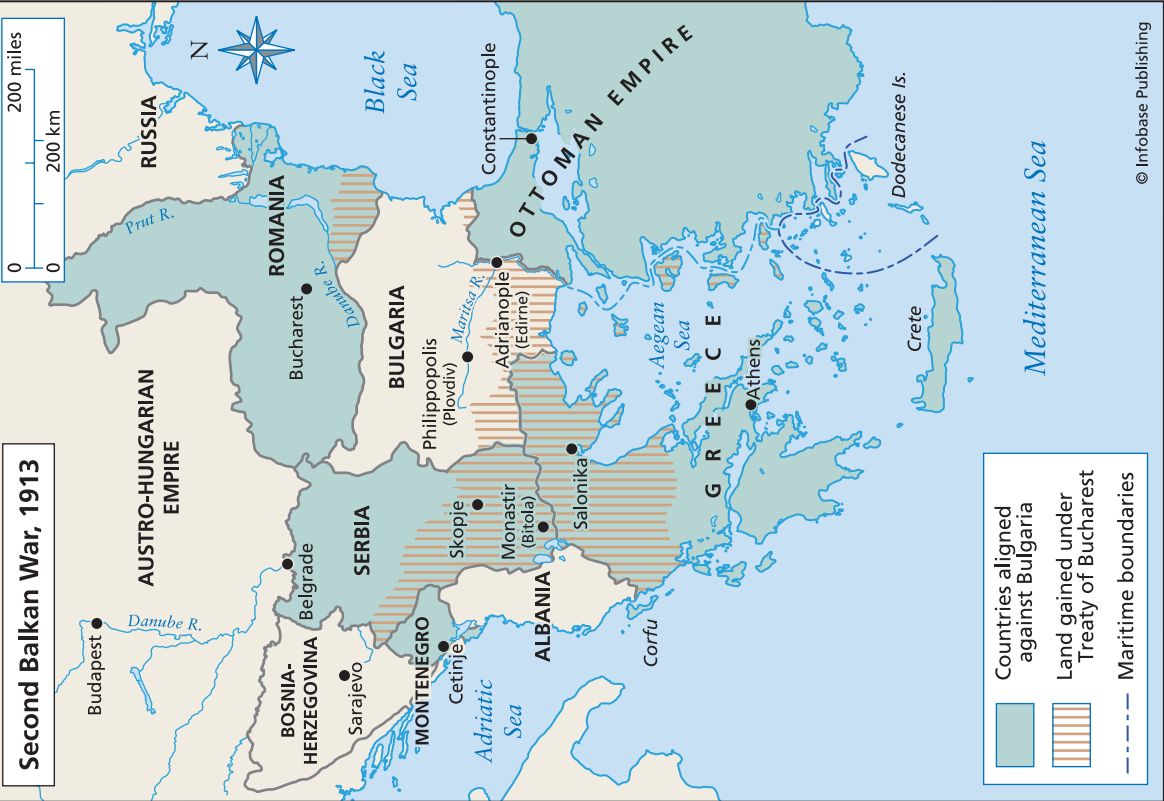 Second Balkan War, 1913
0 200 miles
0 200 km
N
RUSSIA
Prut R.
ROMANIA
Bucharest
Danube R.
Black
Sea
AUSTRO-HUNGARIAN
EMPIRE
Budapest
Danube R.
BOSNIA-
HERZEGOVINA
Sarajevo
Belgrade
SERBIA
BULGARIA
Philippopolis
(Plovdiv)
Maritsa R.
Adrianople
(Edirne)
Constantinople
OTTOMAN EMPIRE
MONTENEGRO
Cetinje
Skopje
Monastir
(Bitola)
Adriatic
Sea
ALBANIA
Salonika
Corfu
GREECE
Athens
Aegean
Sea
Crete
Dodecanese Is.
Mediterranean Sea
Countries aligned
against Bulgaria
Land gained under
Treaty of Bucharest
Maritime boundaries
© Infobase Publishing